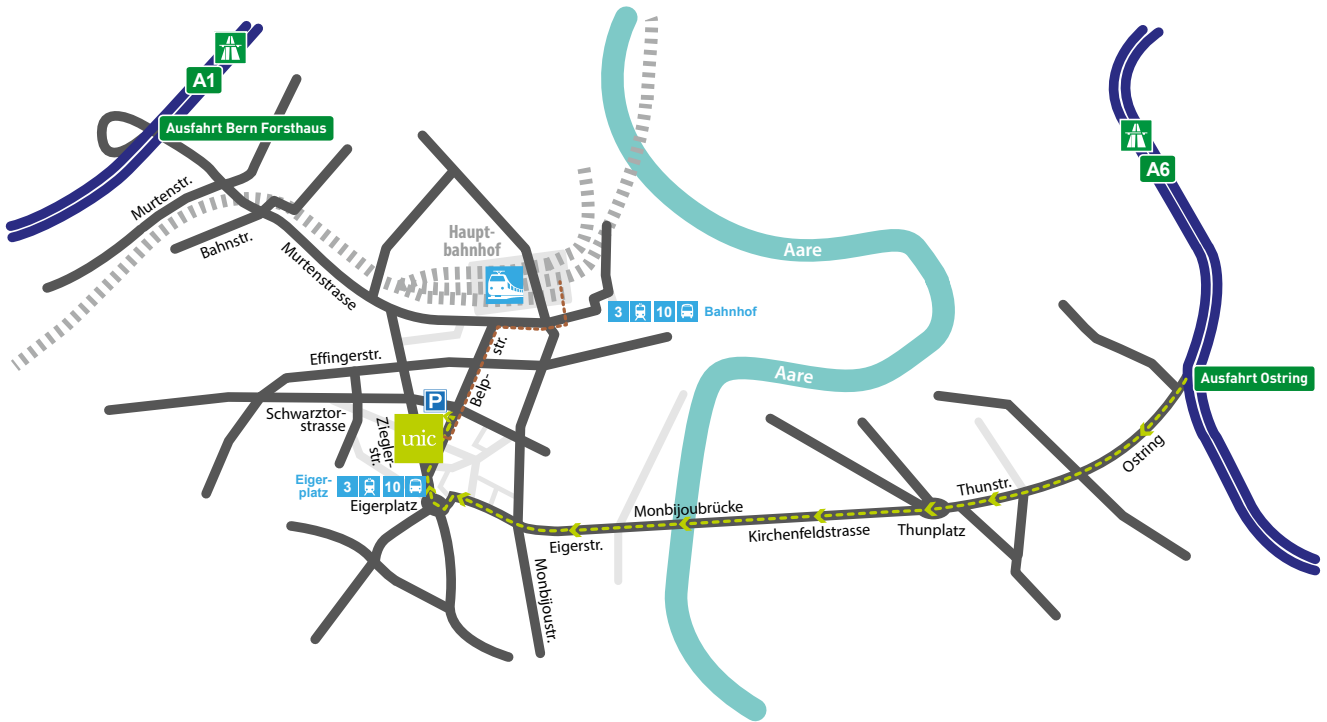 A1
Ausfahrt Bern Forsthaus
A6
Murtenstr.
Bahnstr.
Murtenstrasse
Haupt-
bahnhof
Aare
3 10 Bahnhof
Effingerstr.
Belp-
str.
Aare
Ausfahrt Ostring
P
Schwarztor-
strasse
Ziegler-
str.
unic
Ostring
Eiger-
platz
3 10
Eigerplatz
Thunstr.
Monbijoubrücke
Kirchenfeldstrasse
Thunplatz
Eigerstr.
Monbijoustr.